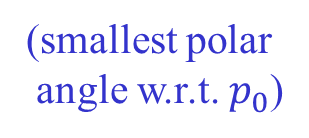 (smallest polar
angle w.r.t. p₀)